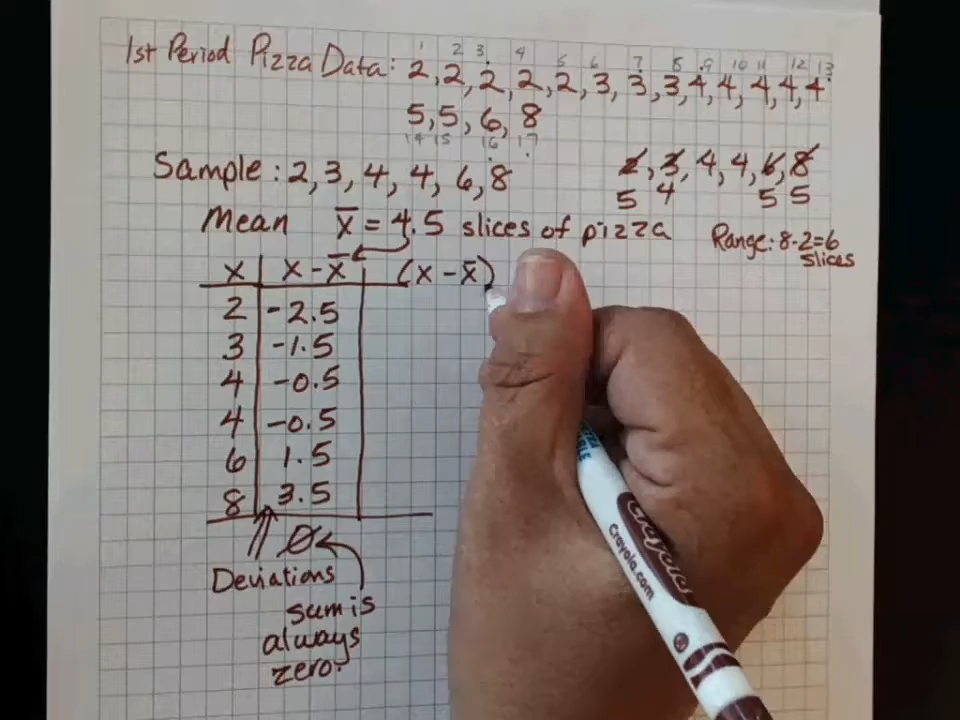 1 2 3 4 5 6 7 8 9 10 11 12 13
1st Period Pizza Data: 2, 2, 2, 2, 2, 3, 3, 3, 4, 4, 4, 4, 4
5, 5, 6, 8
14 15 16 17
Sample: 2, 3, 4, 4, 6, 8
2, 3, 4, 4, 6, 8
5 4 5 5
Mean x̄ = 4.5 slices of pizza
Range: 8-2=6
slices
x | x - x̄ | (x - x̄)
2 | -2.5
3 | -1.5
4 | -0.5
4 | -0.5
6 | 1.5
8 | 3.5
Ø
Deviations
sum is
always
zero.
Crayola
Crayola.com